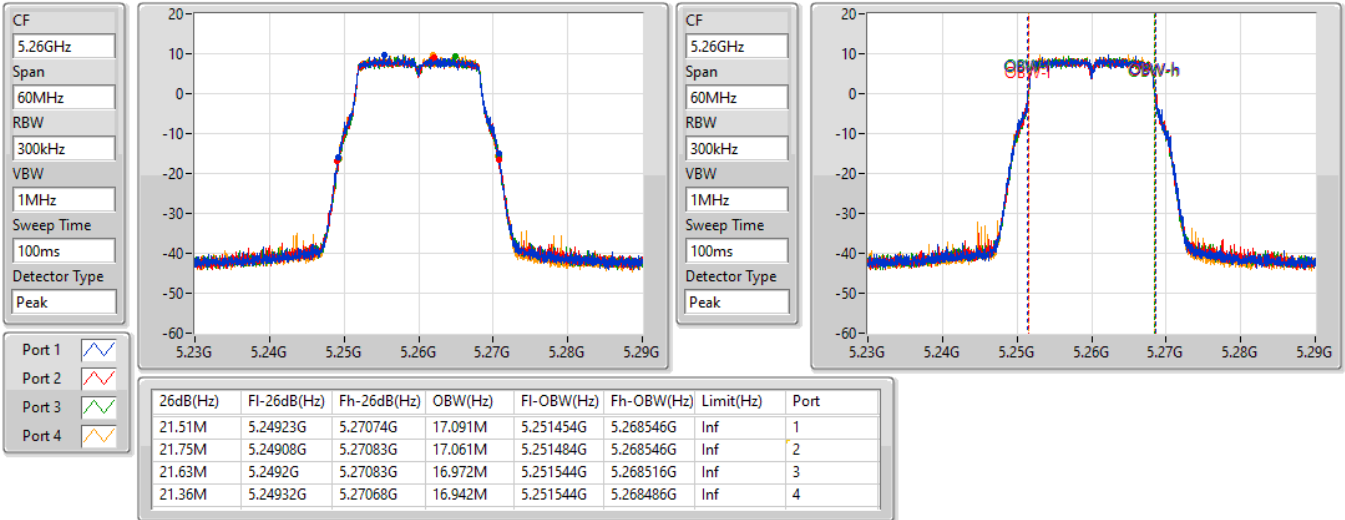 CF
5.26GHz
Span
60MHz
RBW
300kHz
VBW
1MHz
Sweep Time
100ms
Detector Type
Peak
20
10
0
-10
-20
-30
-40
-50
-60
5.23G 5.24G 5.25G 5.26G 5.27G 5.28G 5.29G
CF
5.26GHz
Span
60MHz
RBW
300kHz
VBW
1MHz
Sweep Time
100ms
Detector Type
Peak
20
10
0
-10
-20
-30
-40
-50
-60
OBW-l OBW-h
5.23G 5.24G 5.25G 5.26G 5.27G 5.28G 5.29G
Port 1
Port 2
Port 3
Port 4
26dB(Hz) Fl-26dB(Hz) Fh-26dB(Hz) OBW(Hz) Fl-OBW(Hz) Fh-OBW(Hz) Limit(Hz) Port
21.51M 5.24923G 5.27074G 17.091M 5.251454G 5.268546G Inf 1
21.75M 5.24908G 5.27083G 17.061M 5.251484G 5.268546G Inf 2
21.63M 5.2492G 5.27083G 16.972M 5.251544G 5.268516G Inf 3
21.36M 5.24932G 5.27068G 16.942M 5.251544G 5.268486G Inf 4